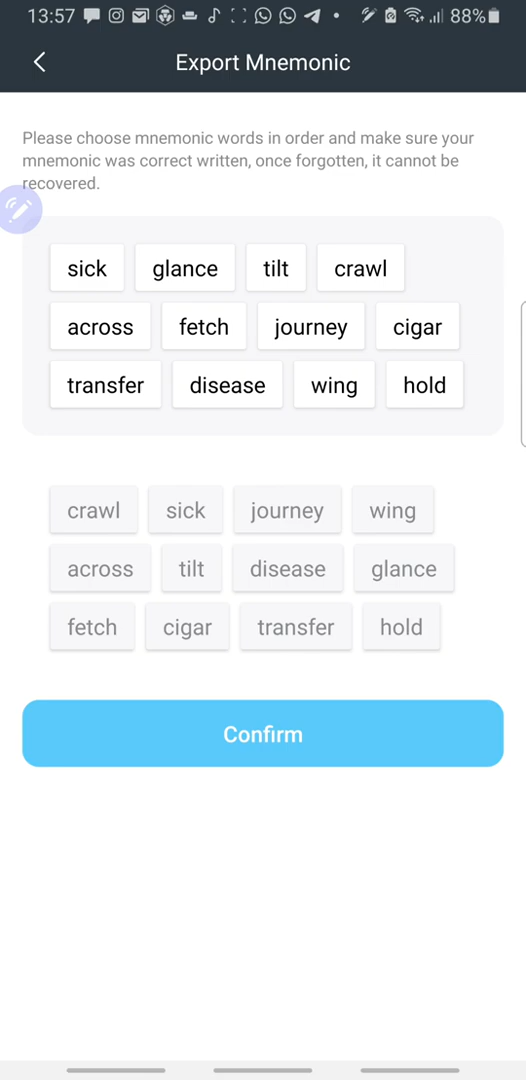 13:57 88%
Export Mnemonic
Please choose mnemonic words in order and make sure your
mnemonic was correct written, once forgotten, it cannot be
recovered.
sick glance tilt crawl
across fetch journey cigar
transfer disease wing hold
crawl sick journey wing
across tilt disease glance
fetch cigar transfer hold
Confirm